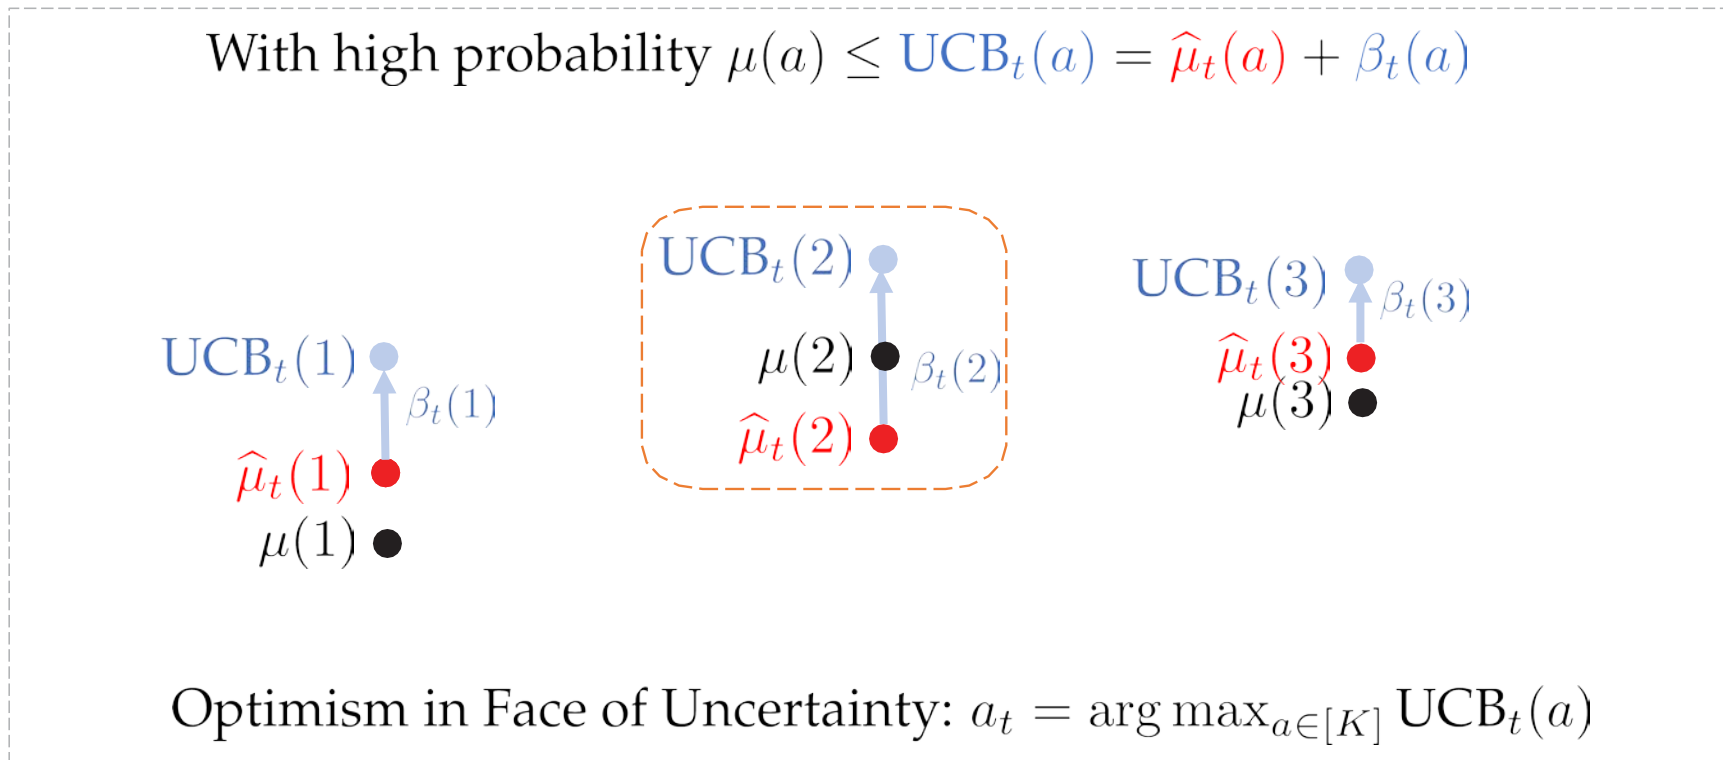 With high probability μ(a) ≤ UCB_t(a) = μ̂_t(a) + β_t(a)
UCB_t(1)
β_t(1)
μ̂_t(1)
μ(1)
UCB_t(2)
μ(2)
β_t(2)
μ̂_t(2)
UCB_t(3)
β_t(3)
μ̂_t(3)
μ(3)
Optimism in Face of Uncertainty: a_t = arg max_{a∈[K]} UCB_t(a)